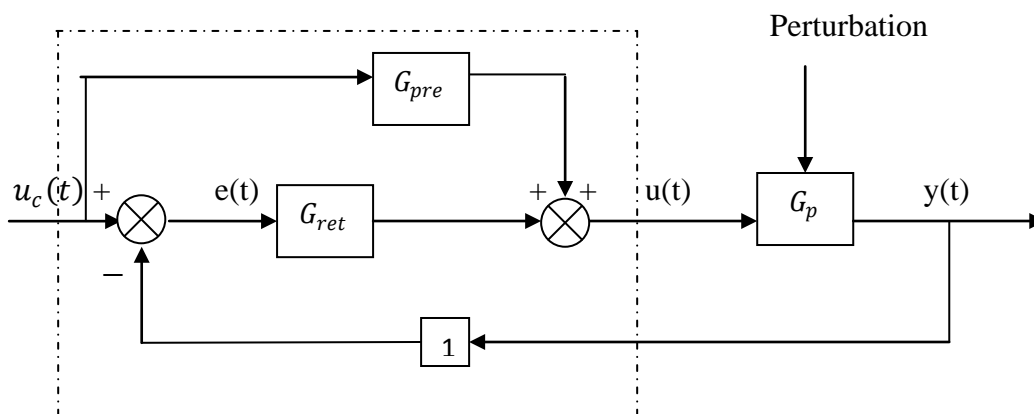 Perturbation
G_pre
u_c(t) + e(t) G_ret + + u(t) G_p y(t)
−
1